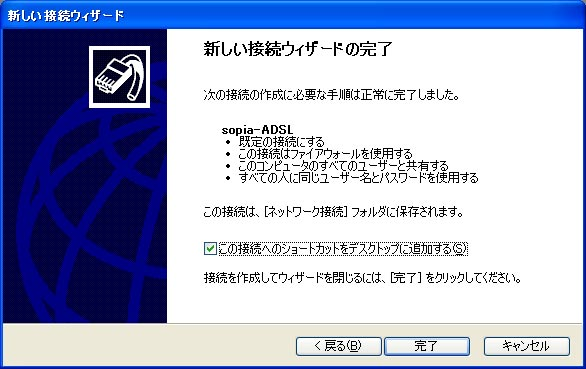 新しい接続ウィザード
新しい接続ウィザードの完了
次の接続の作成に必要な手順は正常に完了しました。
sopia-ADSL
• 既定の接続にする
• この接続はファイアウォールを使用する
• このコンピュータのすべてのユーザーと共有する
• すべての人に同じユーザー名とパスワードを使用する
この接続は、[ネットワーク接続] フォルダに保存されます。
この接続へのショートカットをデスクトップに追加する(S)
接続を作成してウィザードを閉じるには、[完了] をクリックしてください。
< 戻る(B)
完了
キャンセル